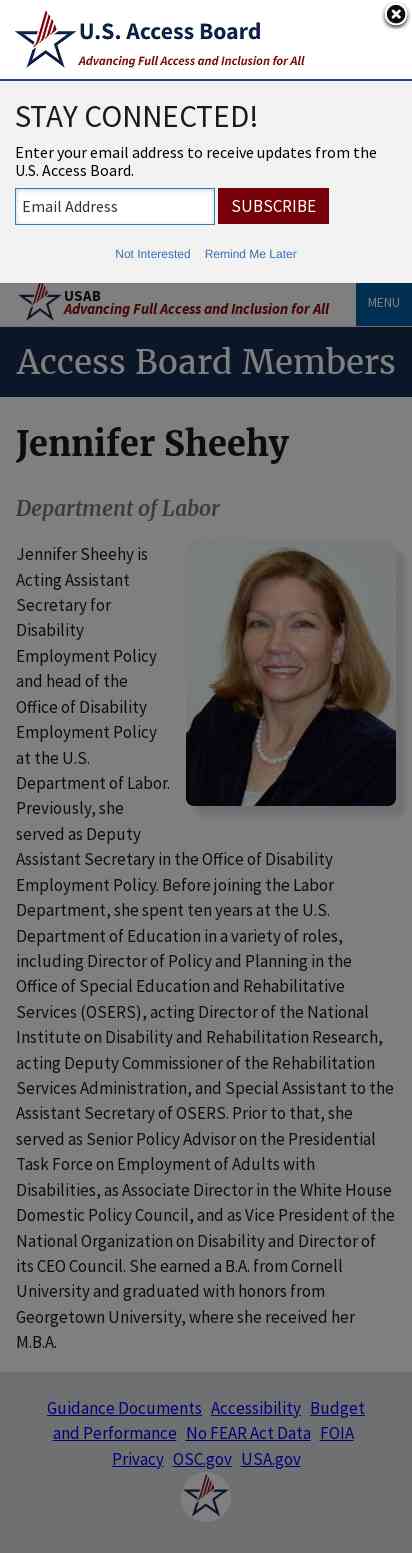 U.S. Access Board
Advancing Full Access and Inclusion for All
STAY CONNECTED!
Enter your email address to receive updates from the
U.S. Access Board.
Email Address
SUBSCRIBE
Not Interested Remind Me Later
USAB
Advancing Full Access and Inclusion for All
MENU
Access Board Members
Jennifer Sheehy
Department of Labor
Jennifer Sheehy is
Acting Assistant
Secretary for
Disability
Employment Policy
and head of the
Office of Disability
Employment Policy
at the U.S.
Department of Labor.
Previously, she
served as Deputy
Assistant Secretary in the Office of Disability
Employment Policy. Before joining the Labor
Department, she spent ten years at the U.S.
Department of Education in a variety of roles,
including Director of Policy and Planning in the
Office of Special Education and Rehabilitative
Services (OSERS), acting Director of the National
Institute on Disability and Rehabilitation Research,
acting Deputy Commissioner of the Rehabilitation
Services Administration, and Special Assistant to the
Assistant Secretary of OSERS. Prior to that, she
served as Senior Policy Advisor on the Presidential
Task Force on Employment of Adults with
Disabilities, as Associate Director in the White House
Domestic Policy Council, and as Vice President of the
National Organization on Disability and Director of
its CEO Council. She earned a B.A. from Cornell
University and graduated with honors from
Georgetown University, where she received her
M.B.A.
Guidance Documents Accessibility Budget
and Performance No FEAR Act Data FOIA
Privacy OSC.gov USA.gov